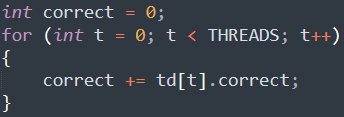 int correct = 0;
for (int t = 0; t < THREADS; t++)
{
    correct += td[t].correct;
}